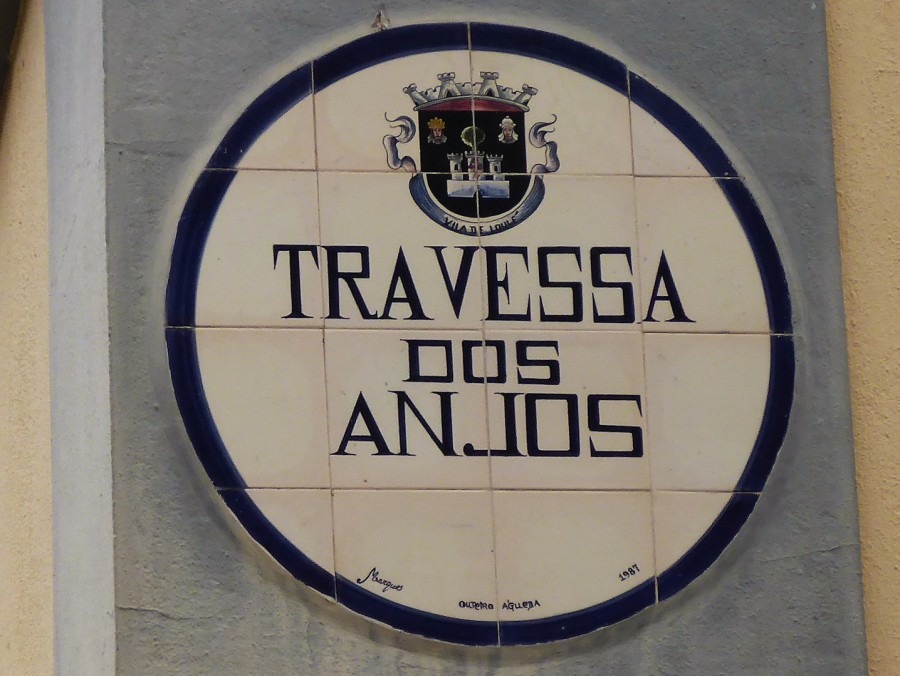 VILA DE LOULÉ
TRAVESSA
DOS
ANJOS
Marques
1987
OUTEIRO ÁGUEDA